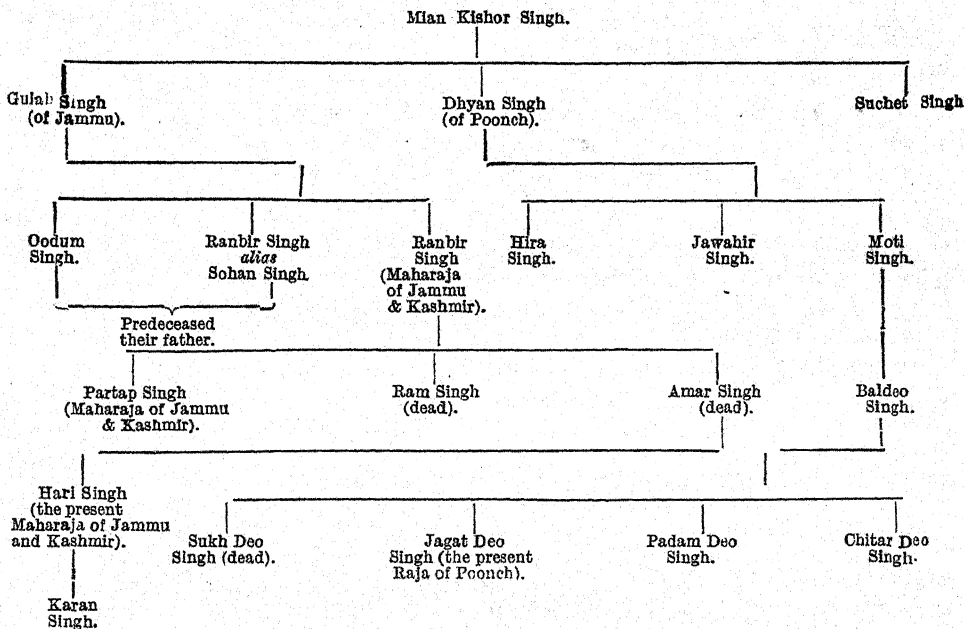 Mian Kishor Singh.
Gulab Singh
(of Jammu).
Dhyan Singh
(of Poonch).
Suchet Singh
Oodum
Singh.
Ranbir Singh
alias
Sohan Singh
Ranbir
Singh
(Maharaja
of Jammu
& Kashmir).
Hira
Singh.
Jawahir
Singh.
Moti
Singh.
Predeceased
their father.
Partap Singh
(Maharaja of Jammu
& Kashmir).
Ram Singh
(dead).
Amar Singh
(dead).
Baldeo
Singh.
Hari Singh
(the present
Maharaja of Jammu
and Kashmir).
Sukh Deo
Singh (dead).
Jagat Deo
Singh (the present
Raja of Poonch).
Padam Deo
Singh.
Chitar Deo
Singh.
Karan
Singh.